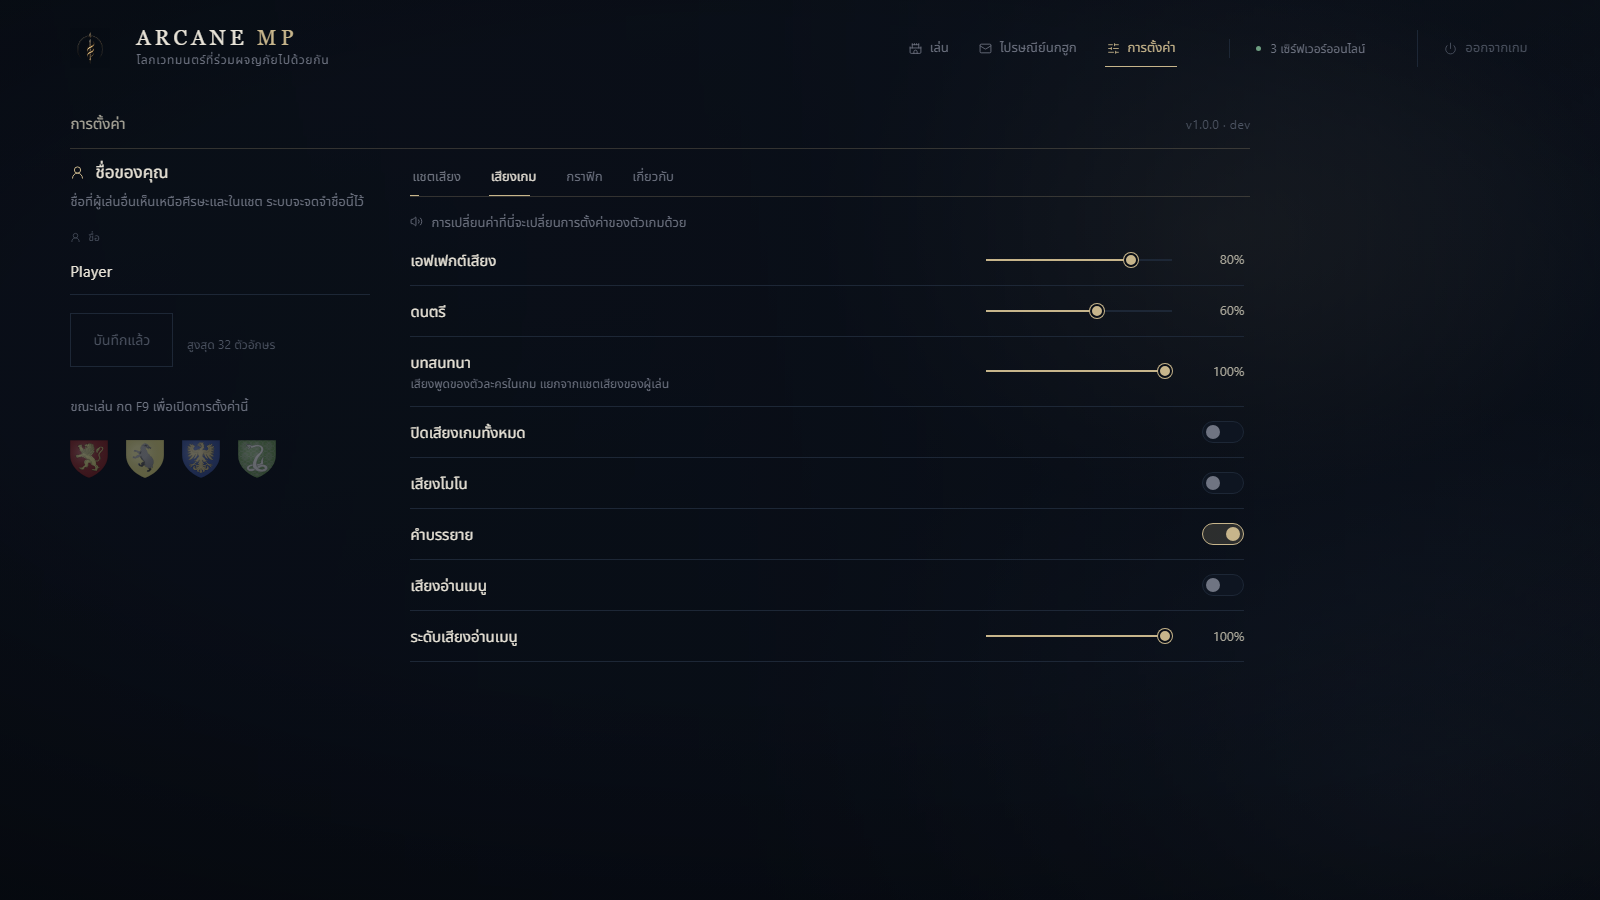 ARCANE MP
โลกเวทมนตร์ที่ร่วมผจญภัยไปด้วยกัน
เล่น
ไปรษณีย์นกฮูก
การตั้งค่า
3 เซิร์ฟเวอร์ออนไลน์
ออกจากเกม
การตั้งค่า
v1.0.0 · dev
ชื่อของคุณ
ชื่อที่ผู้เล่นอื่นเห็นเหนือศีรษะและในแชต ระบบจะจดจำชื่อนี้ไว้
ชื่อ
Player
บันทึกแล้ว
สูงสุด 32 ตัวอักษร
ขณะเล่น กด F9 เพื่อเปิดการตั้งค่านี้
แชตเสียง
เสียงเกม
กราฟิก
เกี่ยวกับ
การเปลี่ยนค่าที่นี่จะเปลี่ยนการตั้งค่าของตัวเกมด้วย
เอฟเฟกต์เสียง
80%
ดนตรี
60%
บทสนทนา
เสียงพูดของตัวละครในเกม แยกจากแชตเสียงของผู้เล่น
100%
ปิดเสียงเกมทั้งหมด
เสียงโมโน
คำบรรยาย
เสียงอ่านเมนู
ระดับเสียงอ่านเมนู
100%